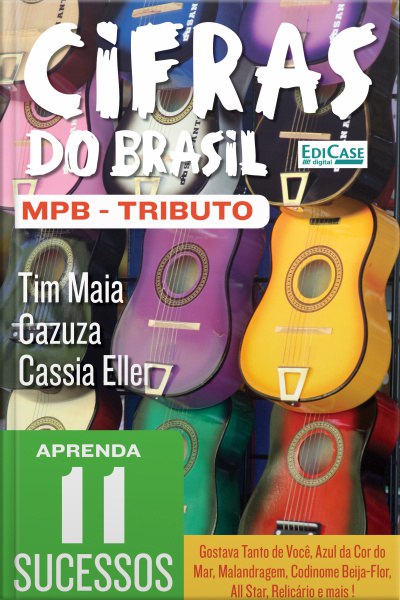 CIFRAS
DO BRASIL
EDICASE
digital
MPB - TRIBUTO
Tim Maia
Cazuza
Cassia Eller
APRENDA
11
SUCESSOS
Gostava Tanto de Você, Azul da Cor do
Mar, Malandragem, Codinome Beija-Flor,
All Star, Relicário e mais !